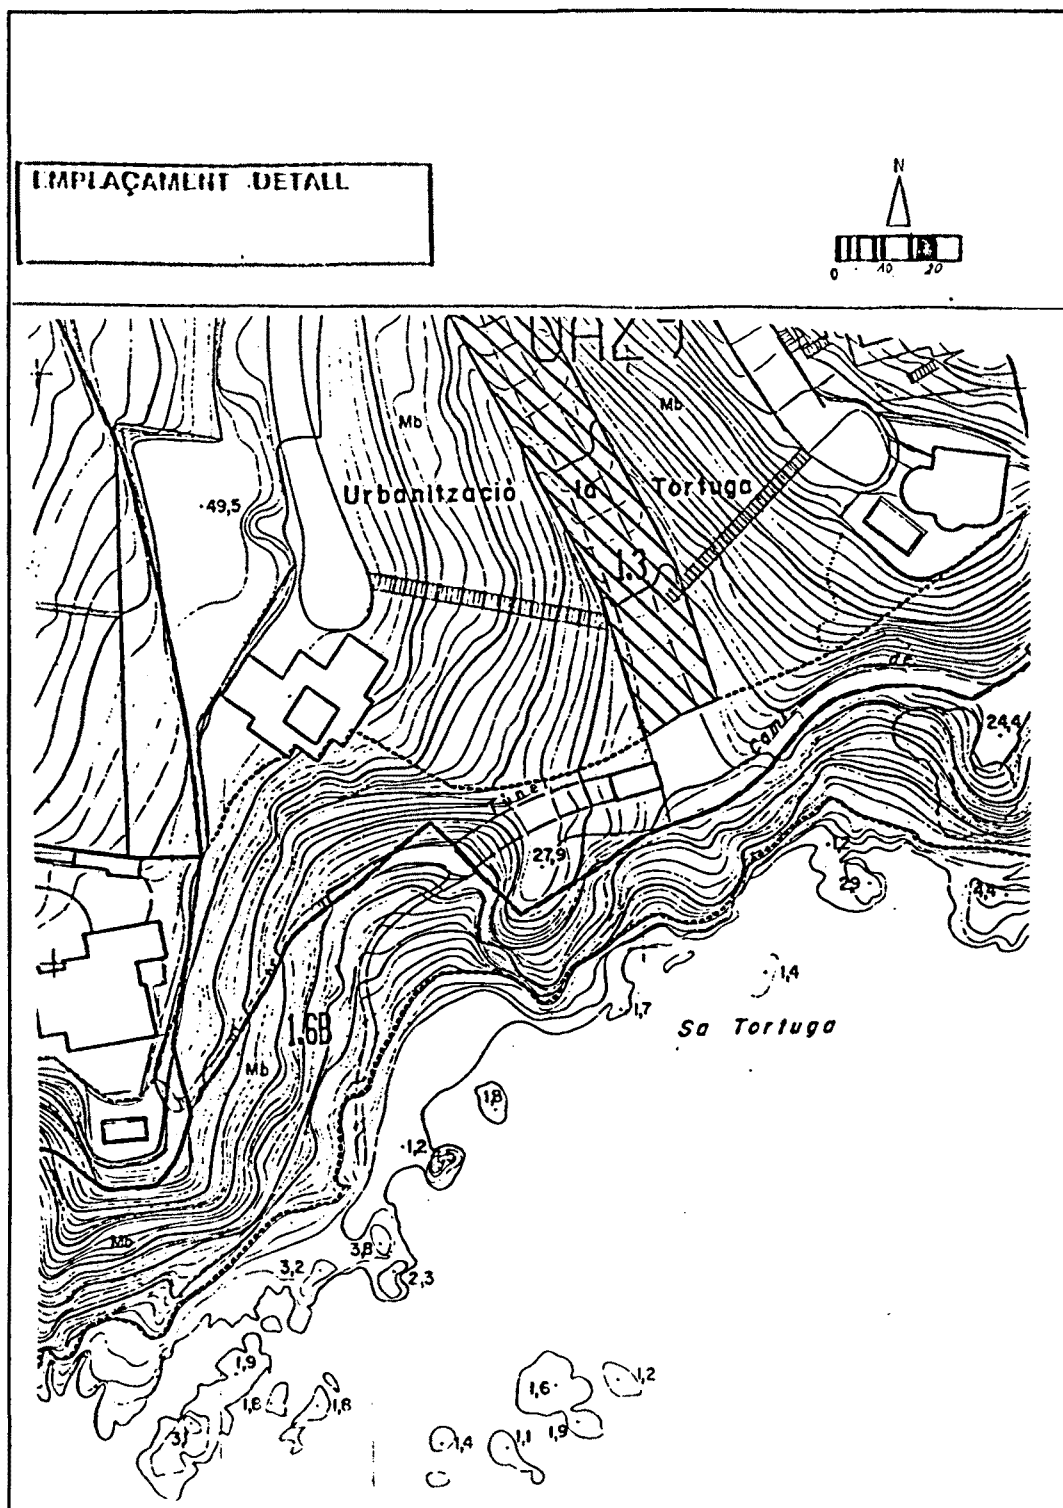 EMPLAÇAMENT DETALL
N
0 10 20
Mb
Mb
Urbanització la Tortuga
49,5
1.3
de
Camí
24,4
Túnel
27,9
1,2
2,9
4,4
1,4
1,7
Sa Tortuga
1.6B
Mb
1,8
1,2
Mb
3,8
3,2
2,3
1,9
1,6
1,2
1,8
1,8
1,9
1,4
1,1